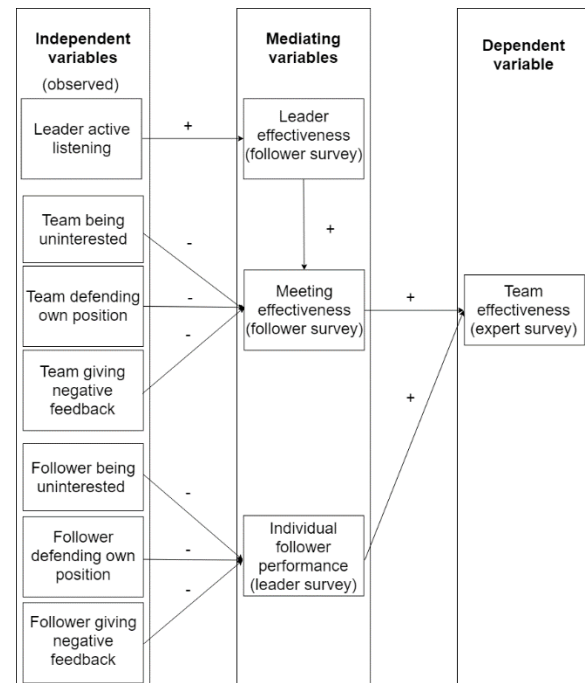 Independent
variables
(observed)
Mediating
variables
Dependent
variable
Leader active
listening
+
Leader
effectiveness
(follower survey)
+
Team being
uninterested
-
Team defending
own position
-
Team giving
negative
feedback
-
Meeting
effectiveness
(follower survey)
+
Team
effectiveness
(expert survey)
+
Follower being
uninterested
-
Follower
defending own
position
-
Follower giving
negative
feedback
-
Individual
follower
performance
(leader survey)